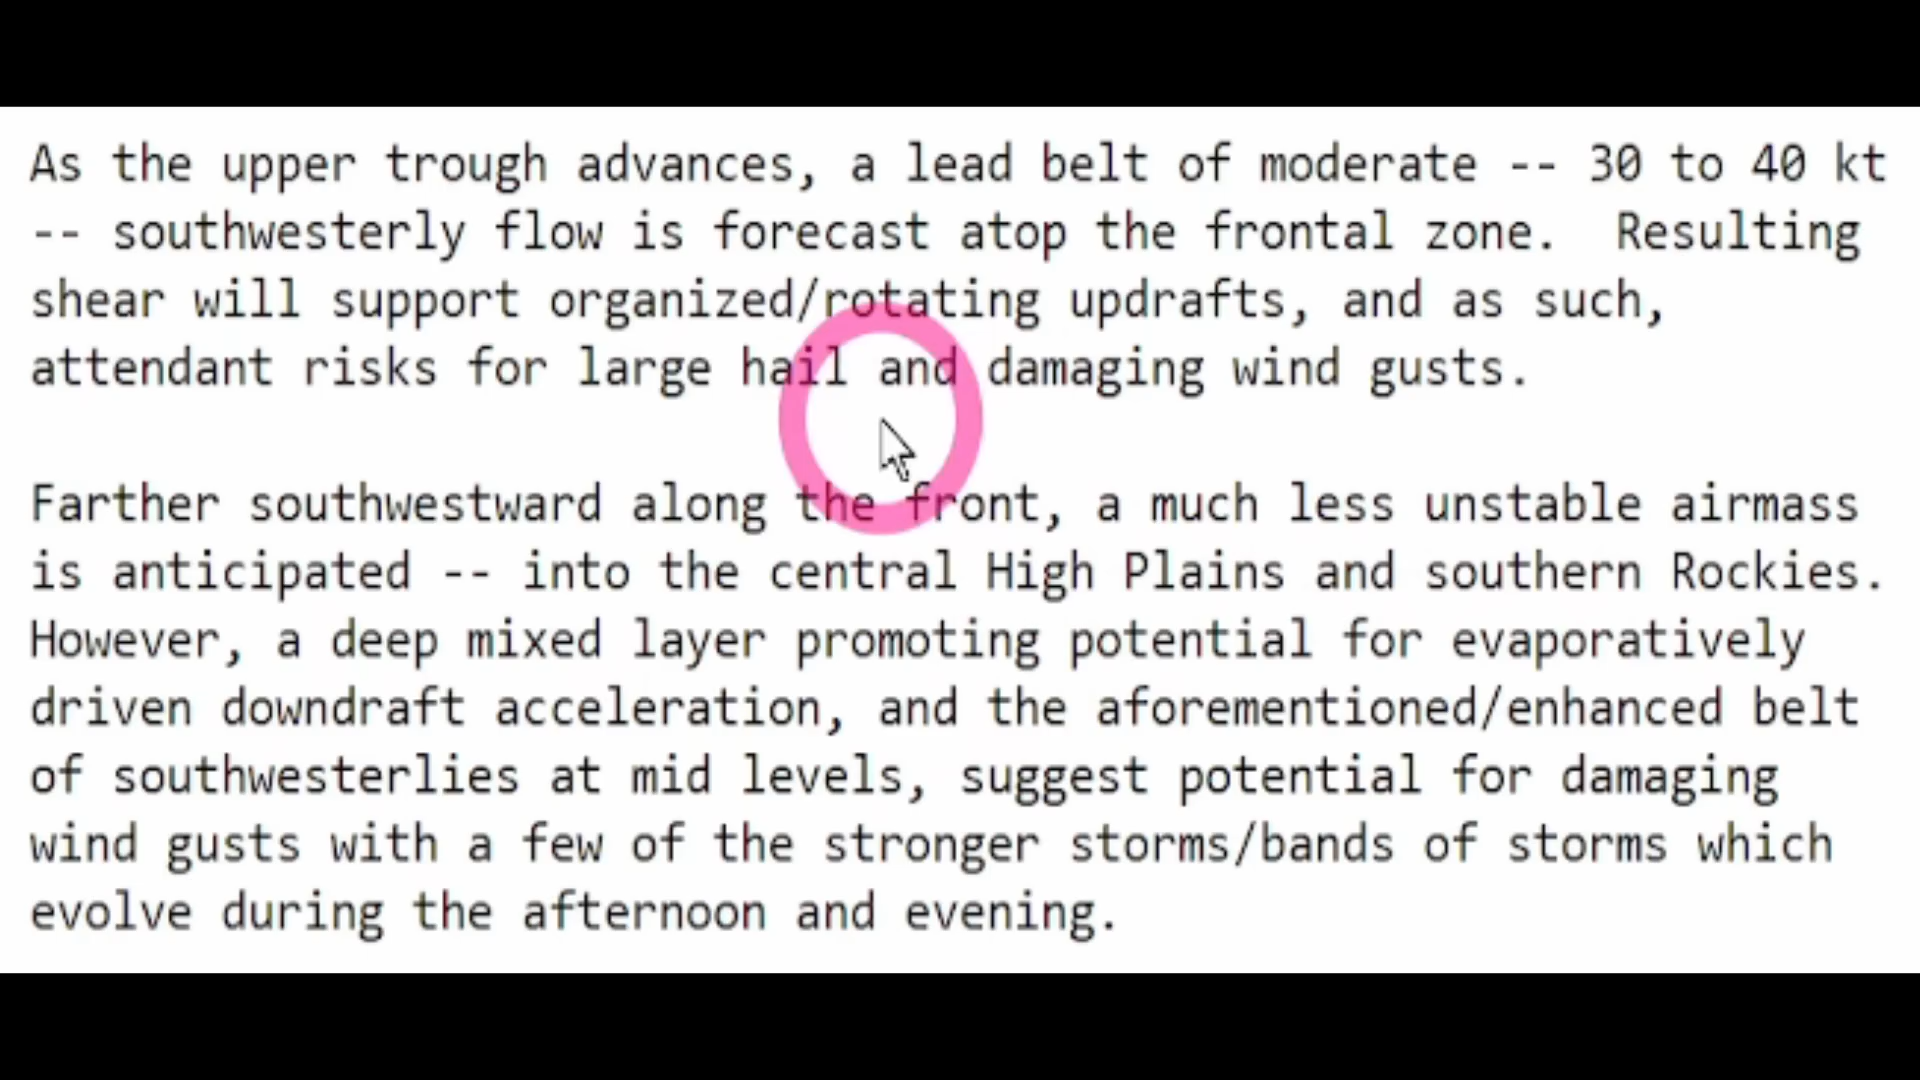 As the upper trough advances, a lead belt of moderate -- 30 to 40 kt
-- southwesterly flow is forecast atop the frontal zone.  Resulting
shear will support organized/rotating updrafts, and as such,
attendant risks for large hail and damaging wind gusts.
Farther southwestward along the front, a much less unstable airmass
is anticipated -- into the central High Plains and southern Rockies.
However, a deep mixed layer promoting potential for evaporatively
driven downdraft acceleration, and the aforementioned/enhanced belt
of southwesterlies at mid levels, suggest potential for damaging
wind gusts with a few of the stronger storms/bands of storms which
evolve during the afternoon and evening.